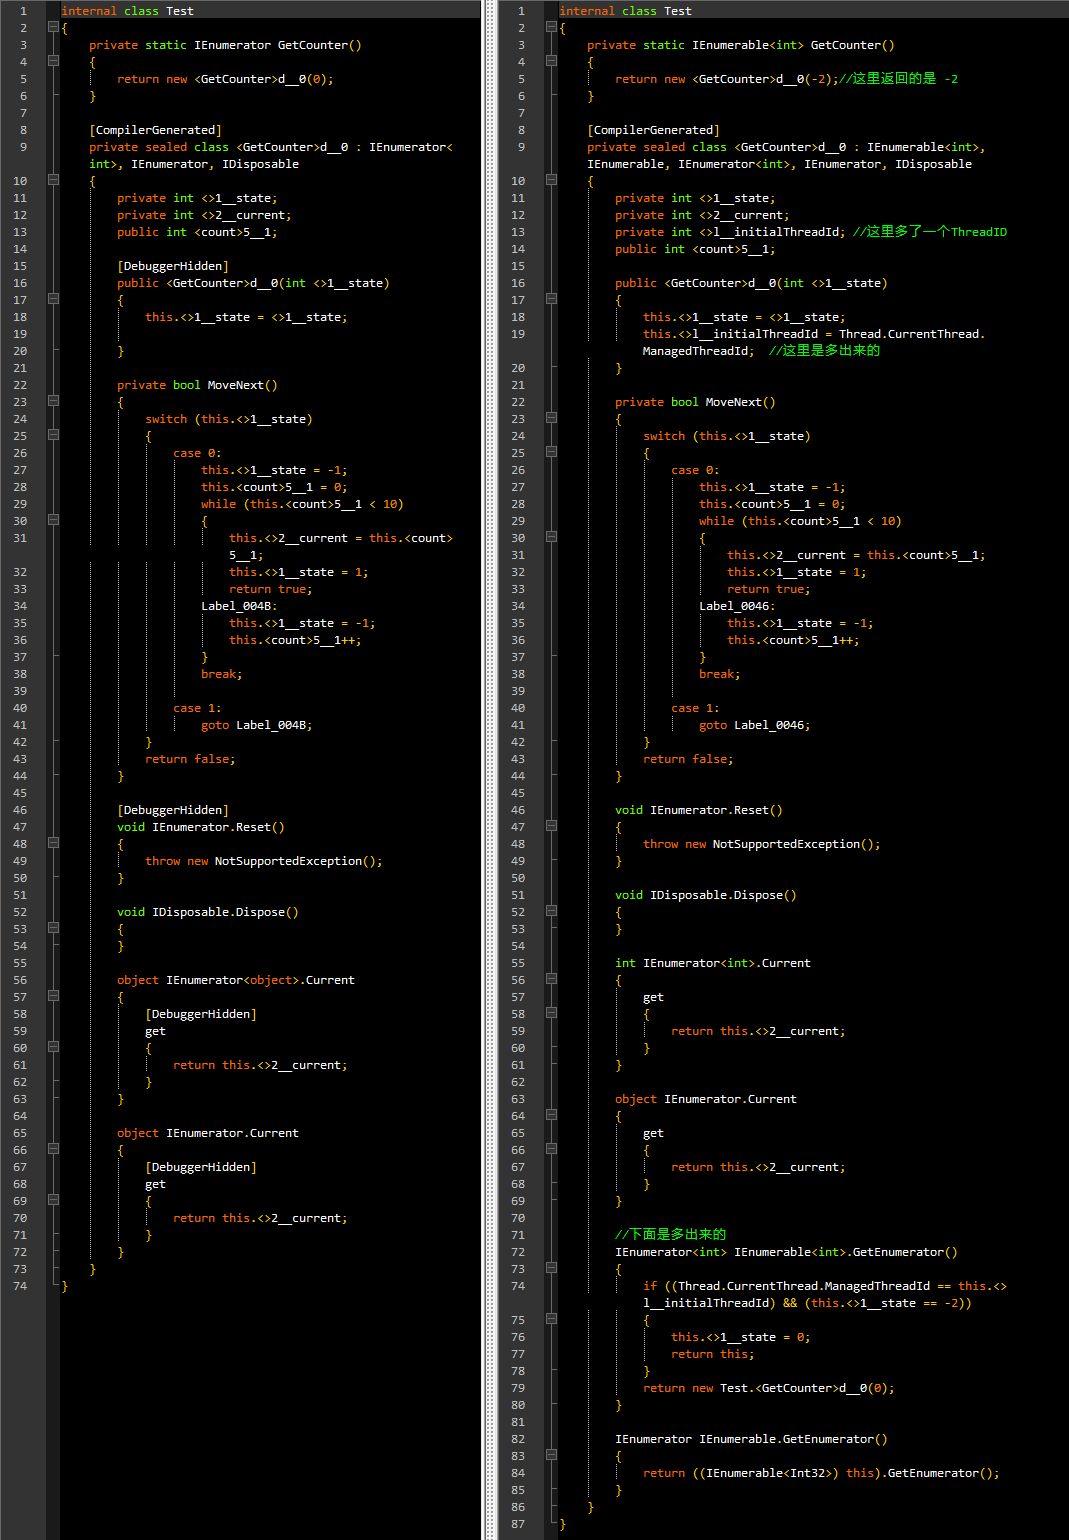 1 internal class Test
2 {
3 private static IEnumerator GetCounter()
4 {
5 return new <GetCounter>d__0(0);
6 }
7
8 [CompilerGenerated]
9 private sealed class <GetCounter>d__0 : IEnumerator<
int>, IEnumerator, IDisposable
10 {
11 private int <>1__state;
12 private int <>2__current;
13 public int <count>5__1;
14
15 [DebuggerHidden]
16 public <GetCounter>d__0(int <>1__state)
17 {
18 this.<>1__state = <>1__state;
19
20 }
21
22 private bool MoveNext()
23 {
24 switch (this.<>1__state)
25 {
26 case 0:
27 this.<>1__state = -1;
28 this.<count>5__1 = 0;
29 while (this.<count>5__1 < 10)
30 {
31 this.<>2__current = this.<count>
5__1;
32 this.<>1__state = 1;
33 return true;
34 Label_004B:
35 this.<>1__state = -1;
36 this.<count>5__1++;
37 }
38 break;
39
40 case 1:
41 goto Label_004B;
42 }
43 return false;
44 }
45
46 [DebuggerHidden]
47 void IEnumerator.Reset()
48 {
49 throw new NotSupportedException();
50 }
51
52 void IDisposable.Dispose()
53 {
54 }
55
56 object IEnumerator<object>.Current
57 {
58 [DebuggerHidden]
59 get
60 {
61 return this.<>2__current;
62 }
63 }
64
65 object IEnumerator.Current
66 {
67 [DebuggerHidden]
68 get
69 {
70 return this.<>2__current;
71 }
72 }
73 }
74 }
1 internal class Test
2 {
3 private static IEnumerable<int> GetCounter()
4 {
5 return new <GetCounter>d__0(-2);//这里返回的是 -2
6 }
7
8 [CompilerGenerated]
9 private sealed class <GetCounter>d__0 : IEnumerable<int>,
IEnumerable, IEnumerator<int>, IEnumerator, IDisposable
10 {
11 private int <>1__state;
12 private int <>2__current;
13 private int <>l__initialThreadId; //这里多了一个ThreadID
14 public int <count>5__1;
15
16 public <GetCounter>d__0(int <>1__state)
17 {
18 this.<>1__state = <>1__state;
19 this.<>l__initialThreadId = Thread.CurrentThread.
ManagedThreadId; //这里是多出来的
20 }
21
22 private bool MoveNext()
23 {
24 switch (this.<>1__state)
25 {
26 case 0:
27 this.<>1__state = -1;
28 this.<count>5__1 = 0;
29 while (this.<count>5__1 < 10)
30 {
31 this.<>2__current = this.<count>5__1;
32 this.<>1__state = 1;
33 return true;
34 Label_0046:
35 this.<>1__state = -1;
36 this.<count>5__1++;
37 }
38 break;
39
40 case 1:
41 goto Label_0046;
42 }
43 return false;
44 }
45
46 void IEnumerator.Reset()
47 {
48 throw new NotSupportedException();
49 }
50
51 void IDisposable.Dispose()
52 {
53 }
54
55 int IEnumerator<int>.Current
56 {
57 get
58 {
59 return this.<>2__current;
60 }
61 }
62
63 object IEnumerator.Current
64 {
65 get
66 {
67 return this.<>2__current;
68 }
69 }
70
71 //下面是多出来的
72 IEnumerator<int> IEnumerable<int>.GetEnumerator()
73 {
74 if ((Thread.CurrentThread.ManagedThreadId == this.<>
l__initialThreadId) && (this.<>1__state == -2))
75 {
76 this.<>1__state = 0;
77 return this;
78 }
79 return new Test.<GetCounter>d__0(0);
80 }
81
82 IEnumerator IEnumerable.GetEnumerator()
83 {
84 return ((IEnumerable<Int32>) this).GetEnumerator();
85 }
86 }
87 }